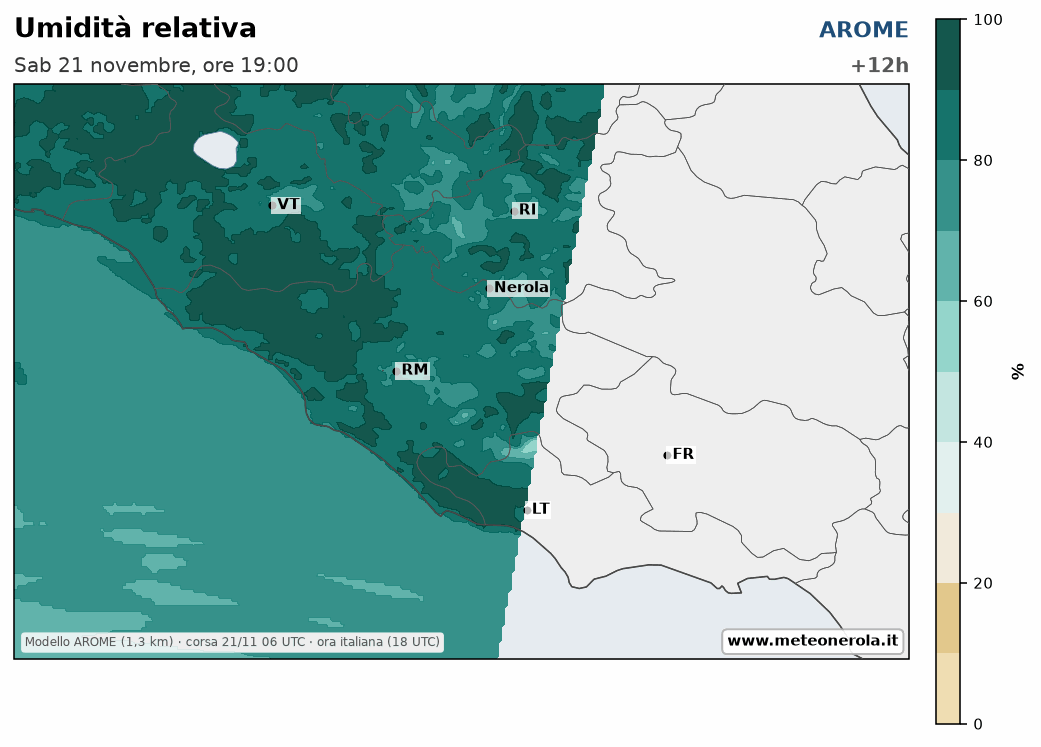 Umidità relativa
AROME
Sab 21 novembre, ore 19:00
+12h
100
80
60
40
20
0
%
VT
RI
Nerola
RM
FR
LT
Modello AROME (1,3 km) · corsa 21/11 06 UTC · ora italiana (18 UTC)
www.meteonerola.it